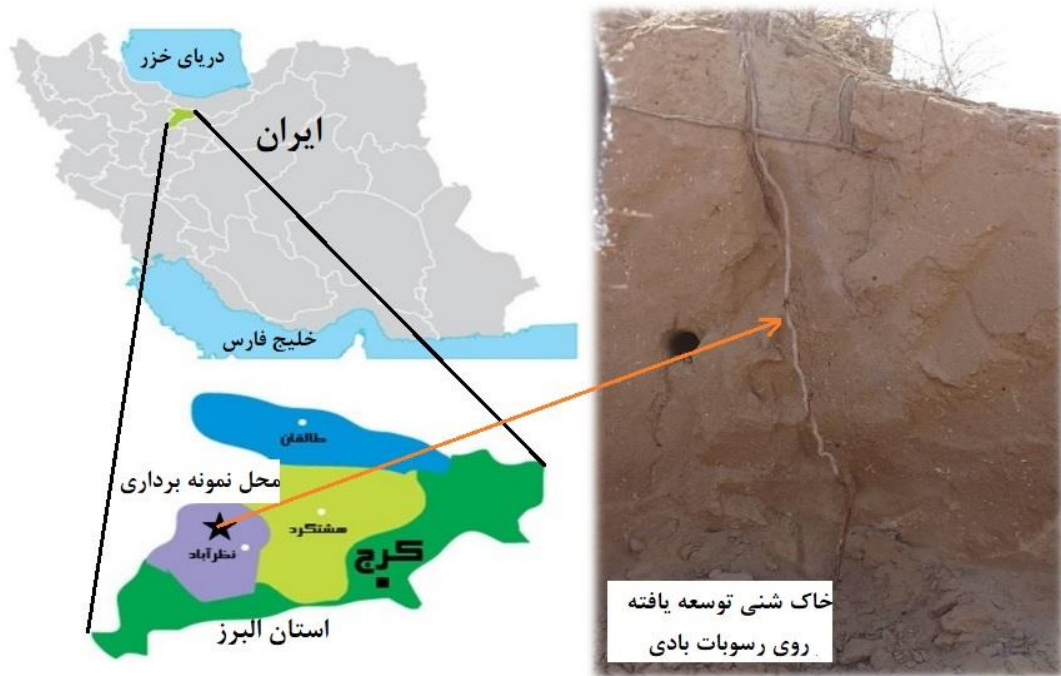 دریای خزر
ایران
خلیج فارس
طالقان
محل نمونه برداری
هشتگرد
نظرآباد
کرج
استان البرز
خاک شنی توسعه یافته
روی رسوبات بادی